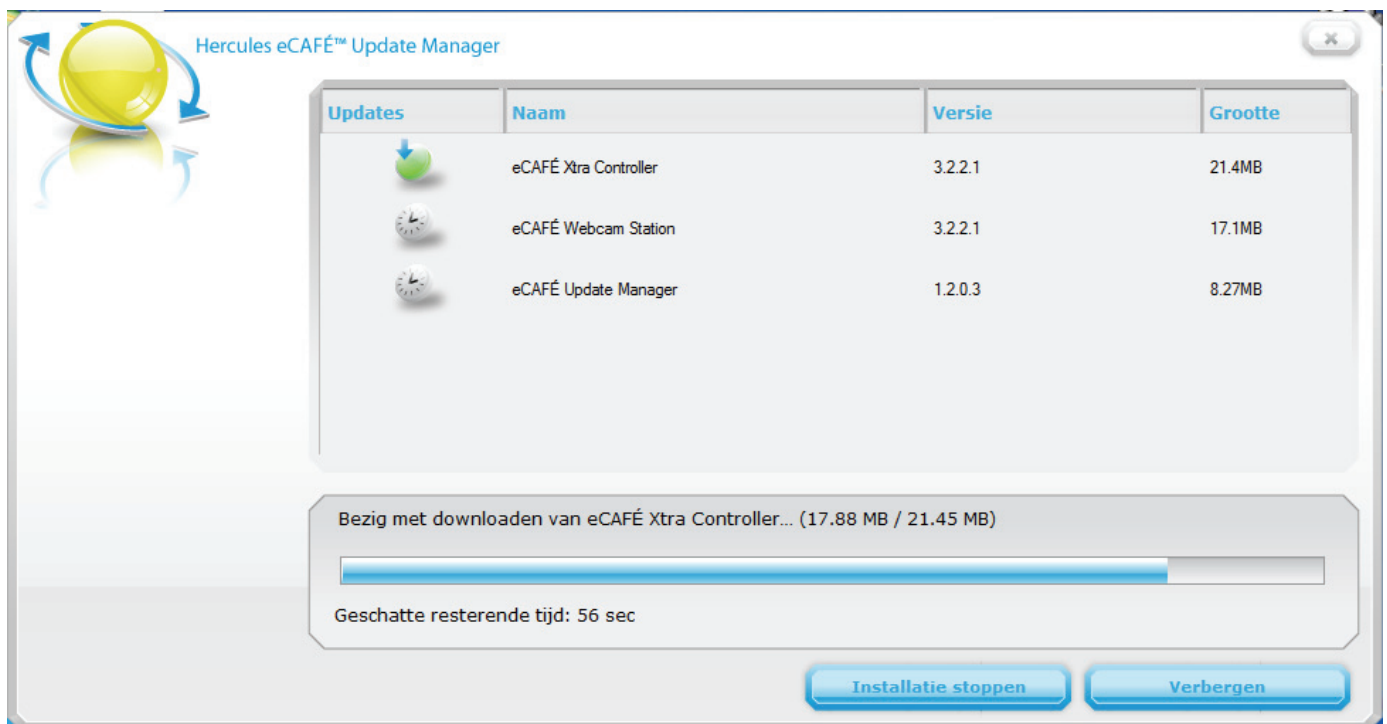 Hercules eCAFÉ™ Update Manager
Updates Naam Versie Grootte
eCAFÉ Xtra Controller 3.2.2.1 21.4MB
eCAFÉ Webcam Station 3.2.2.1 17.1MB
eCAFÉ Update Manager 1.2.0.3 8.27MB
Bezig met downloaden van eCAFÉ Xtra Controller... (17.88 MB / 21.45 MB)
Geschatte resterende tijd: 56 sec
Installatie stoppen Verbergen